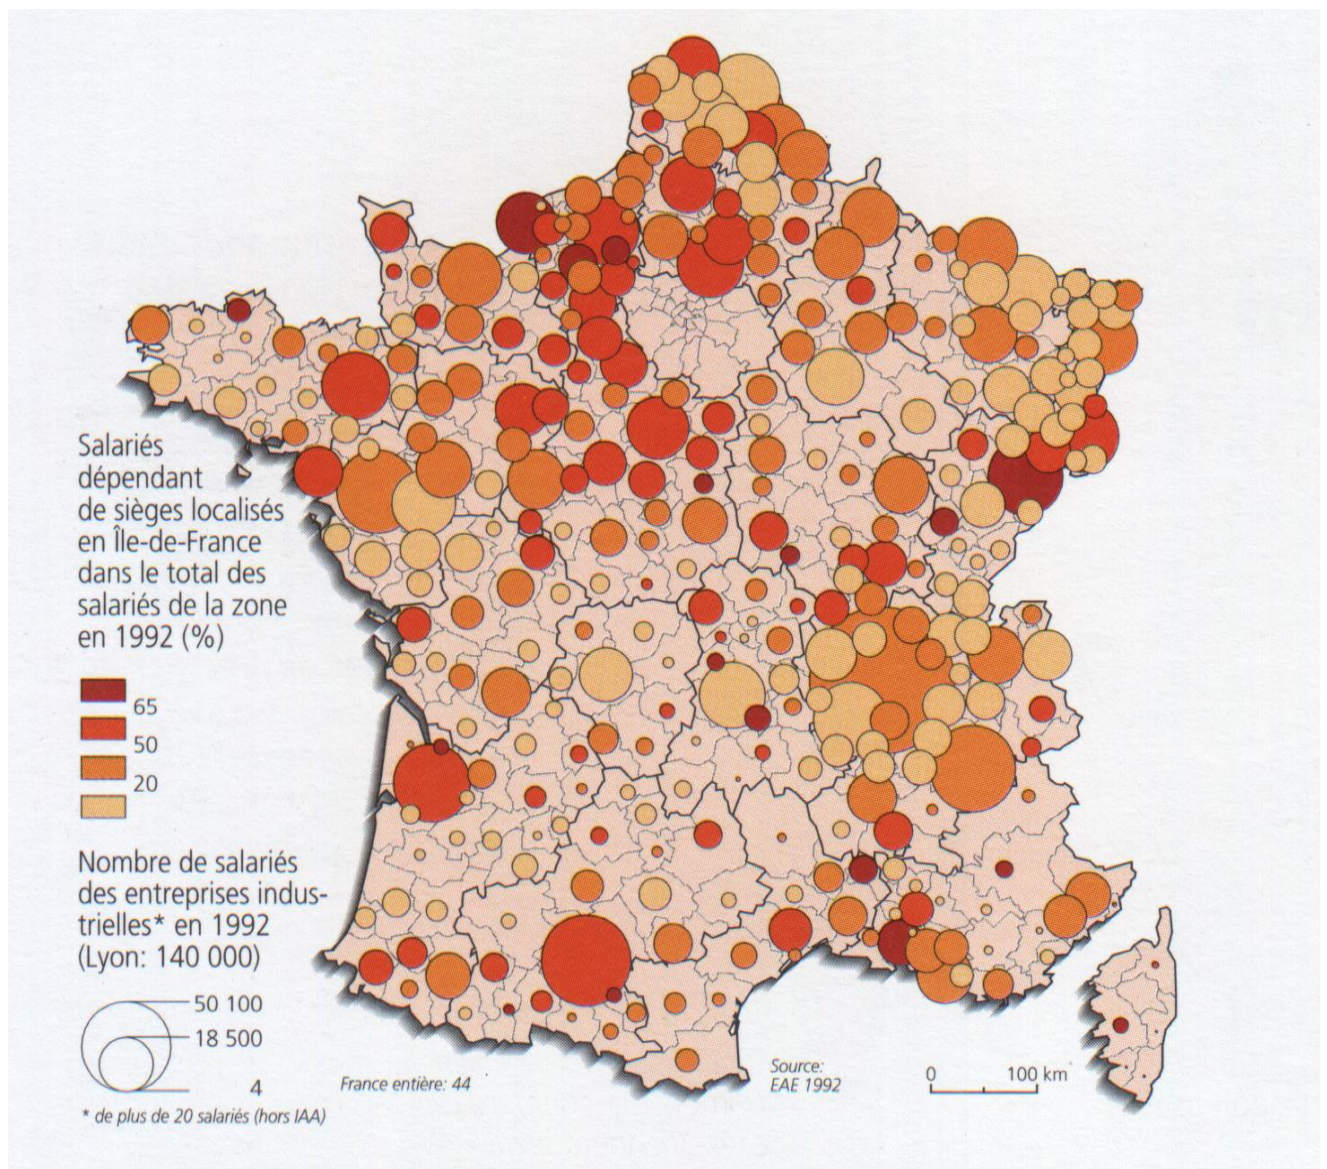 Salariés
dépendant
de sièges localisés
en Île-de-France
dans le total des
salariés de la zone
en 1992 (%)
65
50
20
Nombre de salariés
des entreprises indus-
trielles* en 1992
(Lyon: 140 000)
50 100
18 500
4
* de plus de 20 salariés (hors IAA)
France entière: 44
Source:
EAE 1992
0 100 km